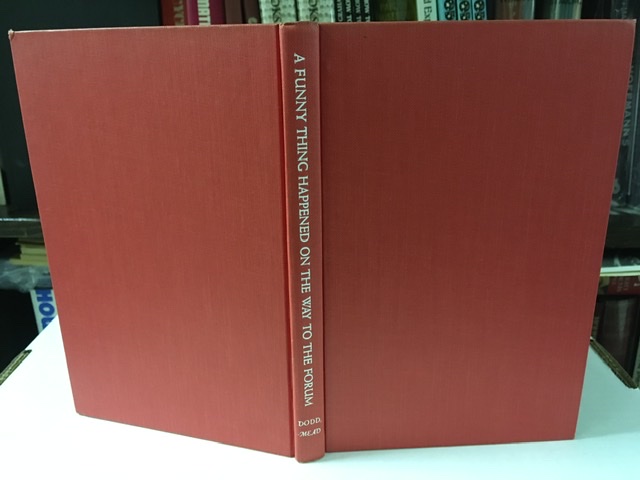 A FUNNY THING HAPPENED ON THE WAY TO THE FORUM
DODD,
MEAD